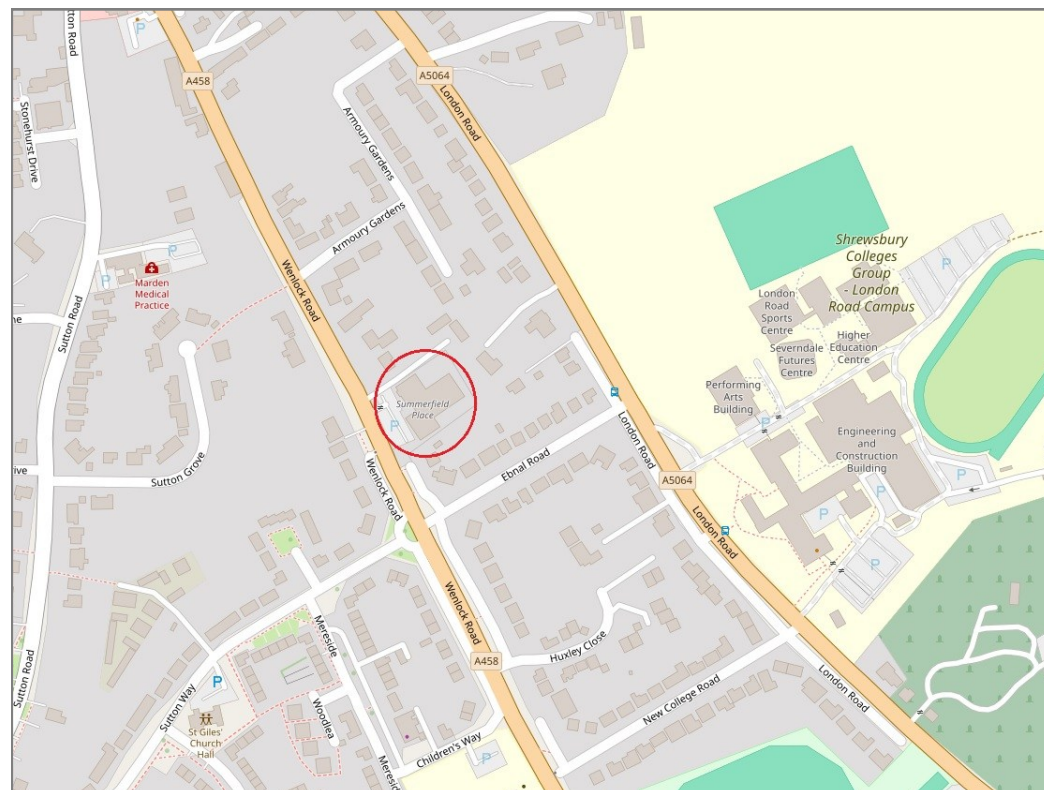 Sutton Road
A458
A5064
London Road
Stonehurst Drive
Armoury Gardens
Armoury Gardens
P
P
P
Marden
Medical
Practice
Sutton Road
Wenlock Road
Shrewsbury
Colleges
Group
- London
Road Campus
P
London
Road
Sports
Centre
Severndale
Futures
Centre
Higher
Education
Centre
Performing
Arts
Building
P
Engineering
and
Construction
Building
Summerfield
Place
P
London Road
Ebnal Road
Wenlock Road
Sutton Grove
A5064
London Road
P
P
P
P
Wenlock Road
Mereside
Huxley Close
A458
Sutton Road
Sutton Way
P
St Giles'
Church
Hall
Woodlea
Mereside
Children's Way
P
New College Road
London Road